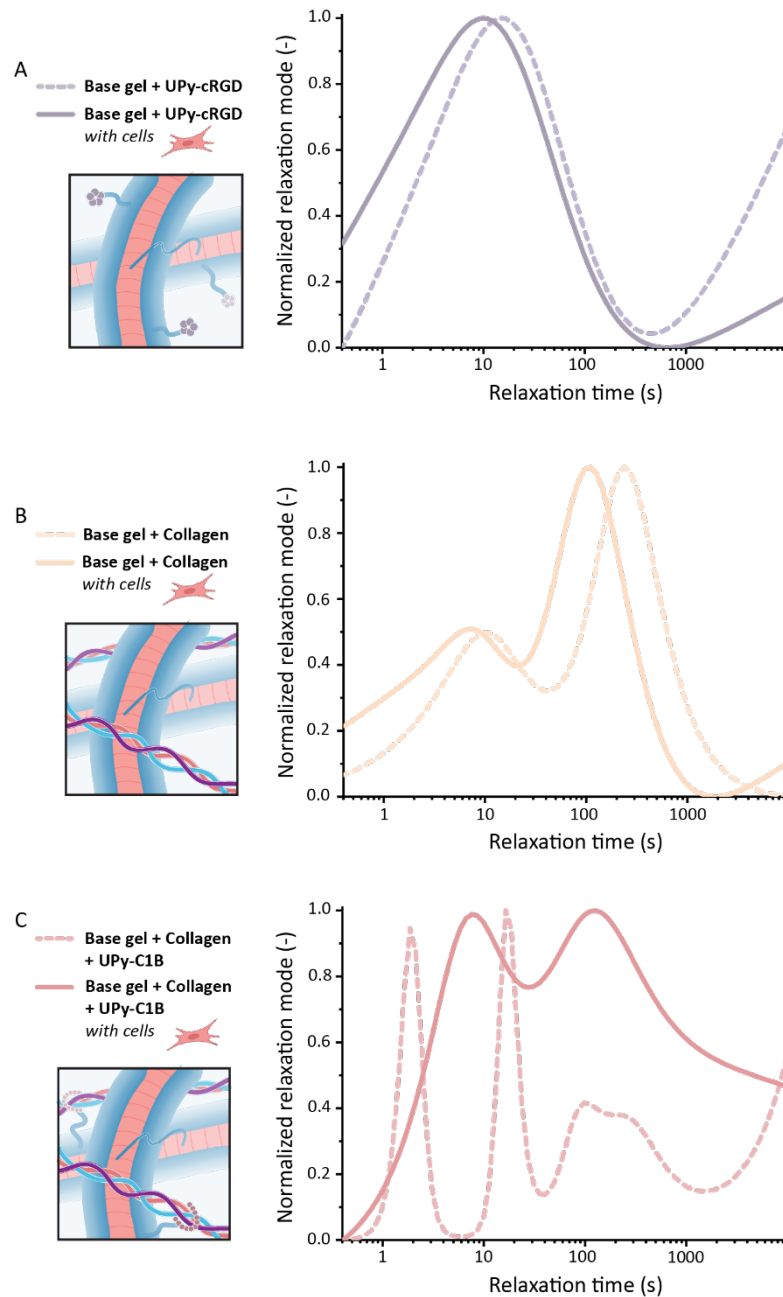 A
Base gel + UPy-cRGD
Base gel + UPy-cRGD
with cells
Normalized relaxation mode (-)
1.0
0.8
0.6
0.4
0.2
0.0
1 10 100 1000
Relaxation time (s)
B
Base gel + Collagen
Base gel + Collagen
with cells
Normalized relaxation mode (-)
1.0
0.8
0.6
0.4
0.2
0.0
1 10 100 1000
Relaxation time (s)
C
Base gel + Collagen
+ UPy-C1B
Base gel + Collagen
+ UPy-C1B
with cells
Normalized relaxation mode (-)
1.0
0.8
0.6
0.4
0.2
0.0
1 10 100 1000
Relaxation time (s)